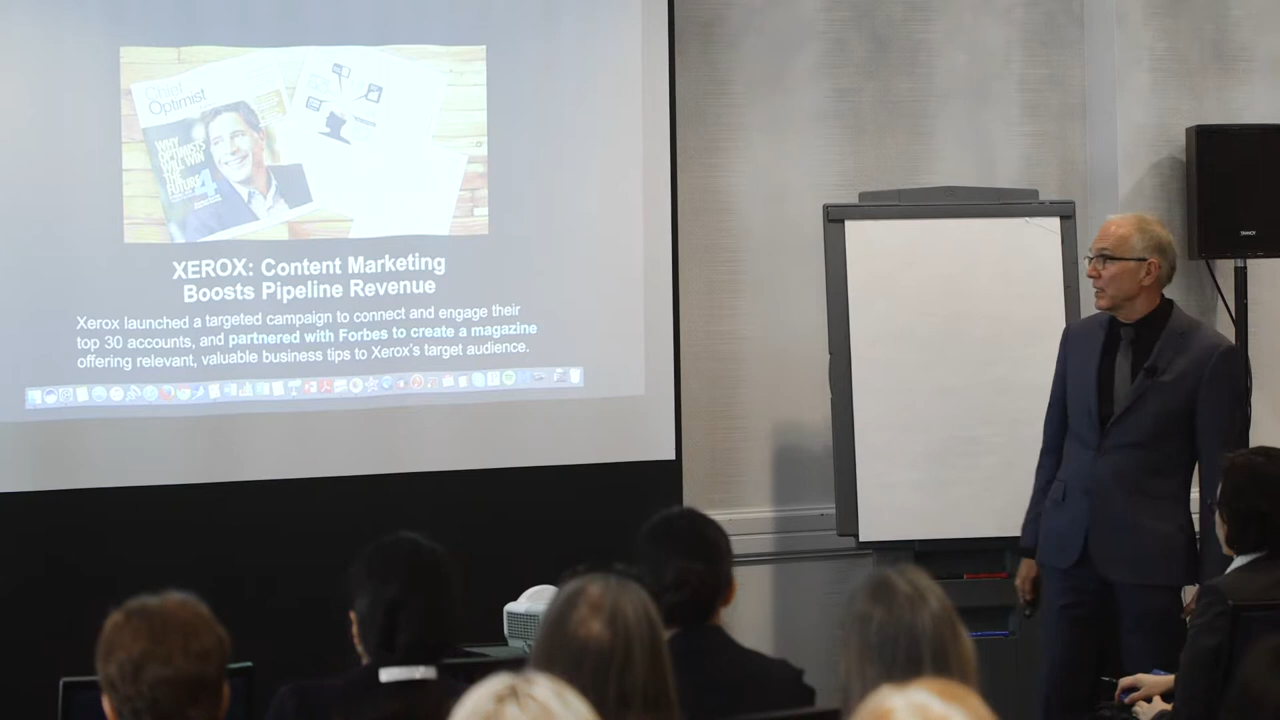 Chief
Optimist
WHY
OPTIMISTS
WILL WIN
THE
FUTURE
4
XEROX: Content Marketing
Boosts Pipeline Revenue
Xerox launched a targeted campaign to connect and engage their
top 30 accounts, and partnered with Forbes to create a magazine
offering relevant, valuable business tips to Xerox's target audience.
TANNOY